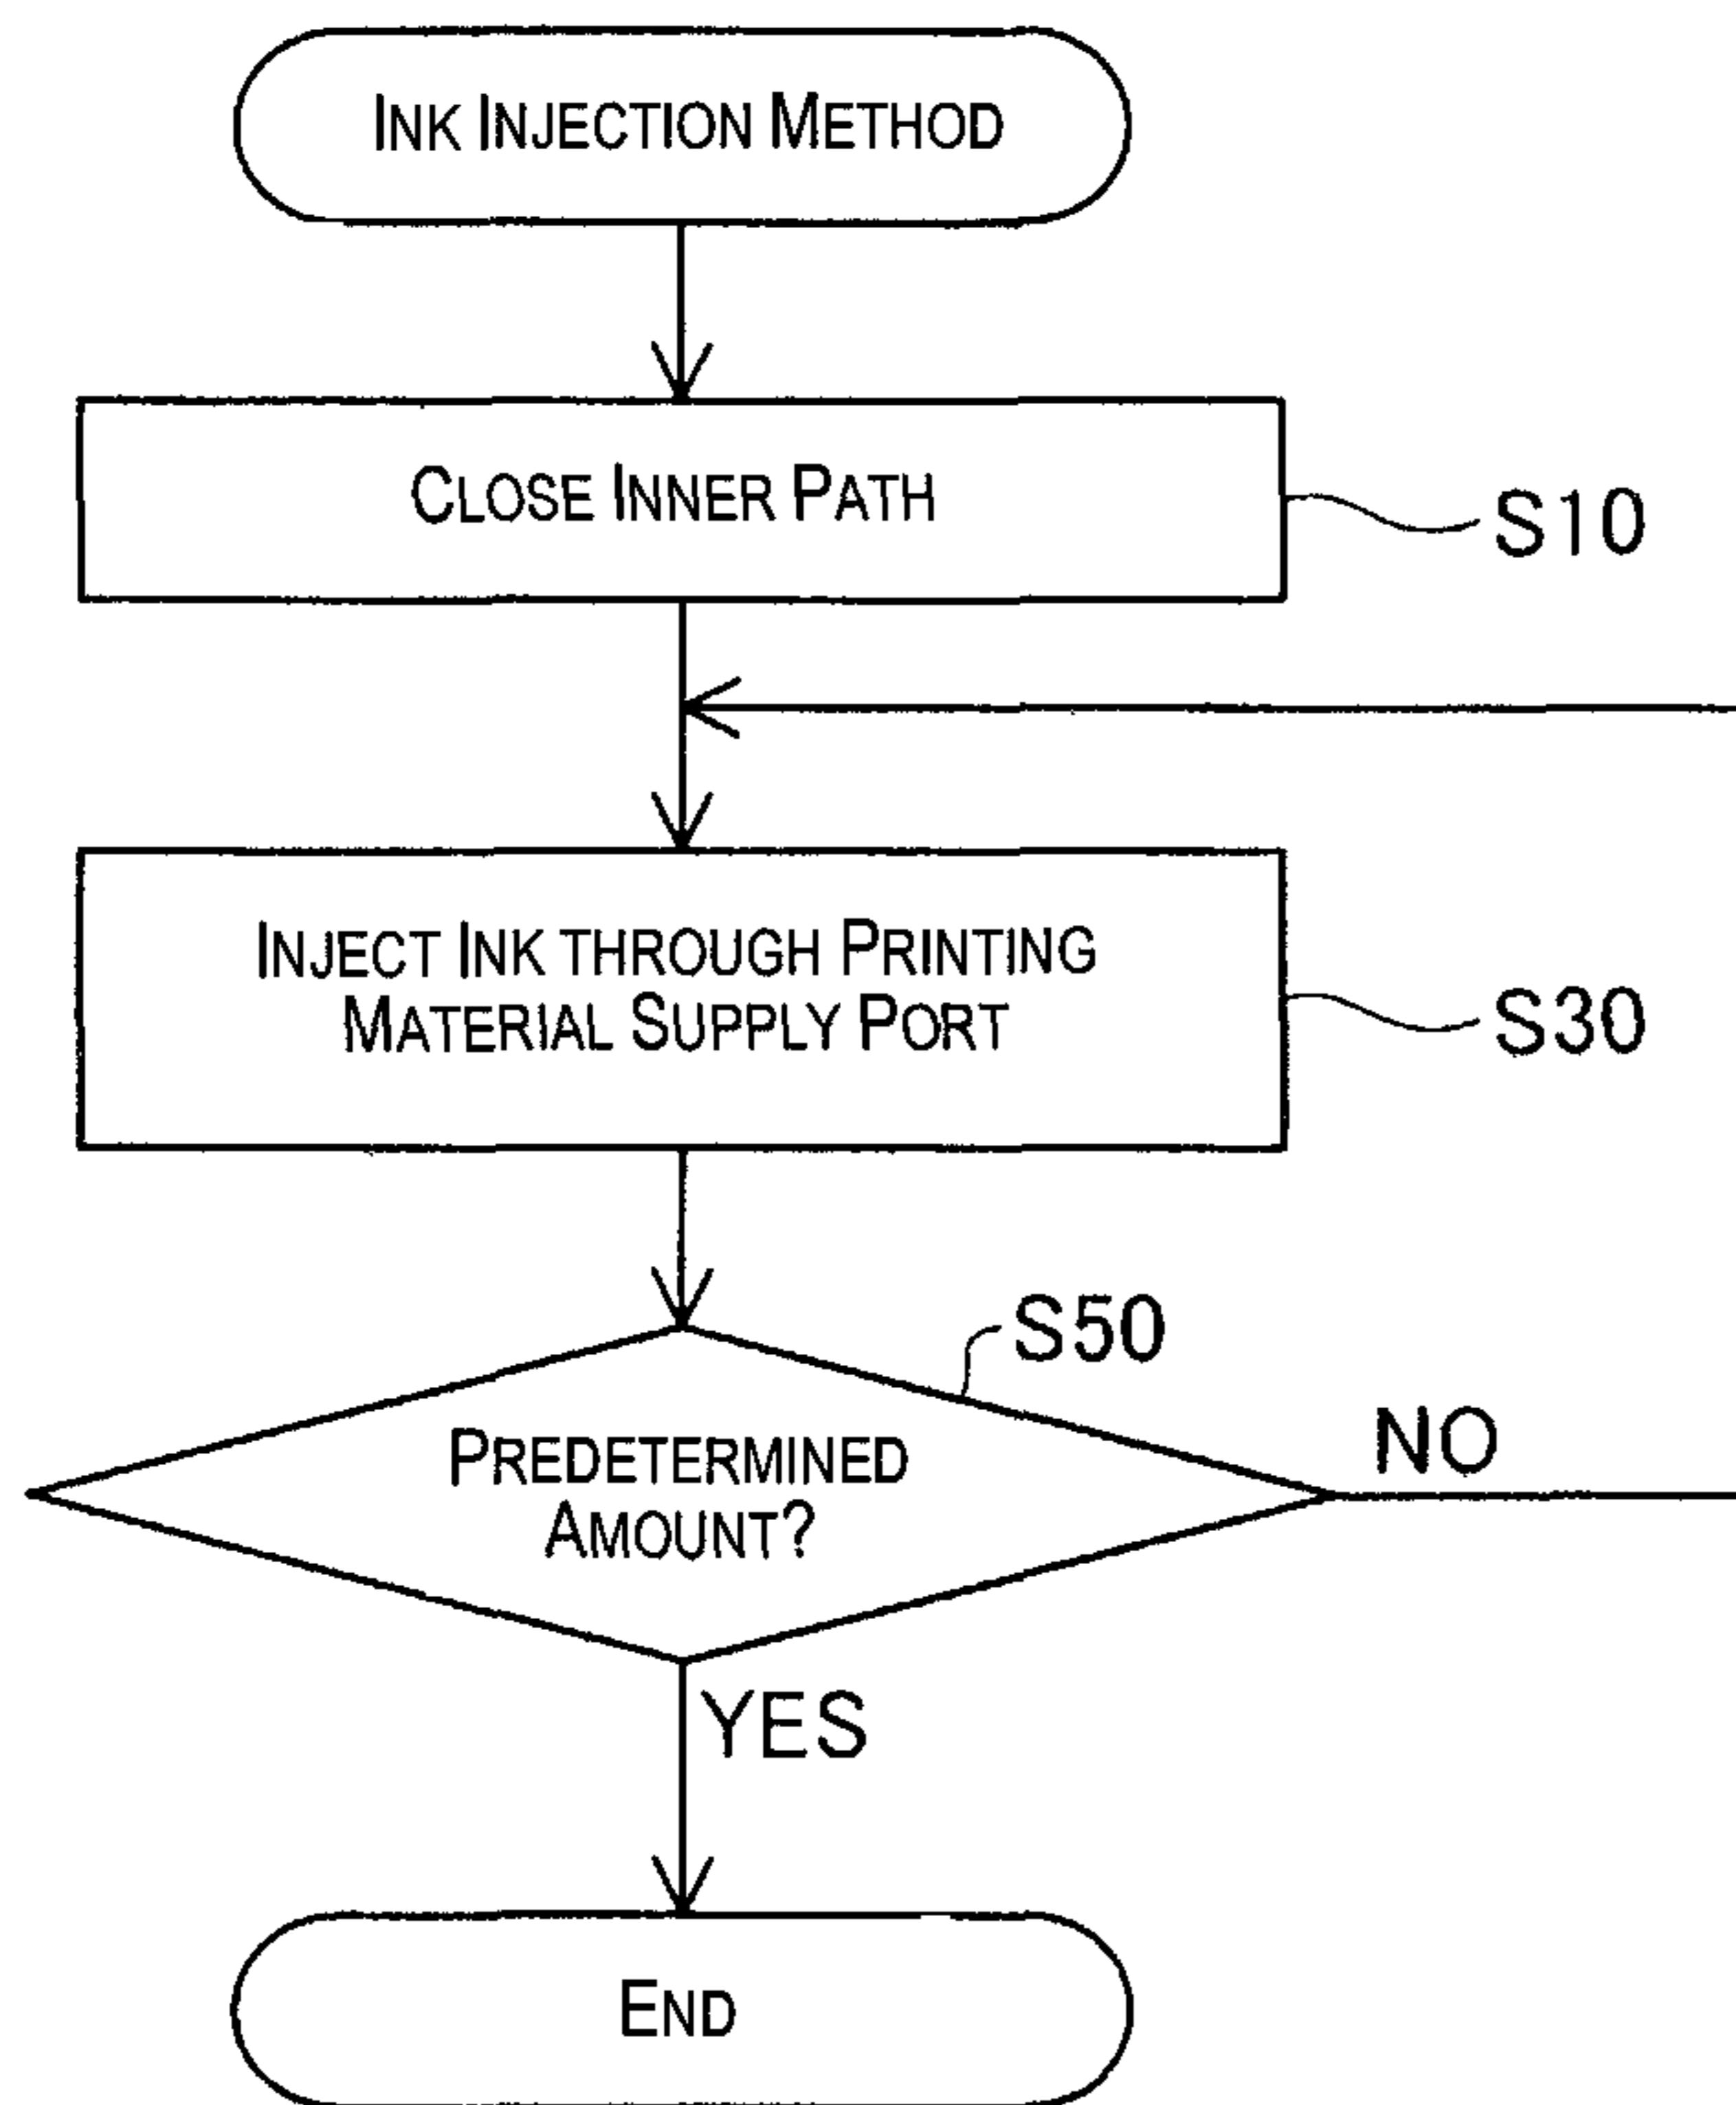 INK INJECTION METHOD
CLOSE INNER PATH
S10
INJECT INK THROUGH PRINTING
MATERIAL SUPPLY PORT
S30
S50
PREDETERMINED
AMOUNT?
NO
YES
END